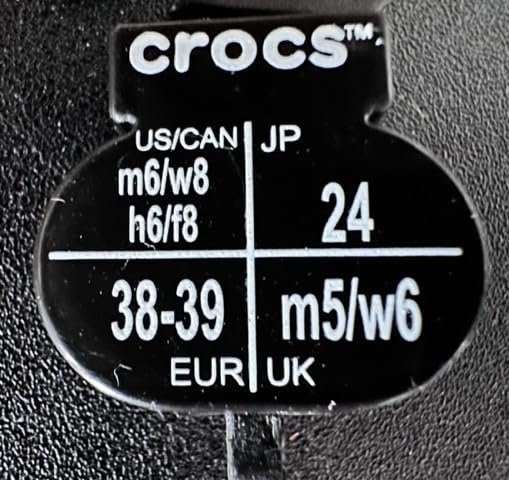 crocs™
US/CAN JP
m6/w8
h6/f8
24
38-39 m5/w6
EUR UK